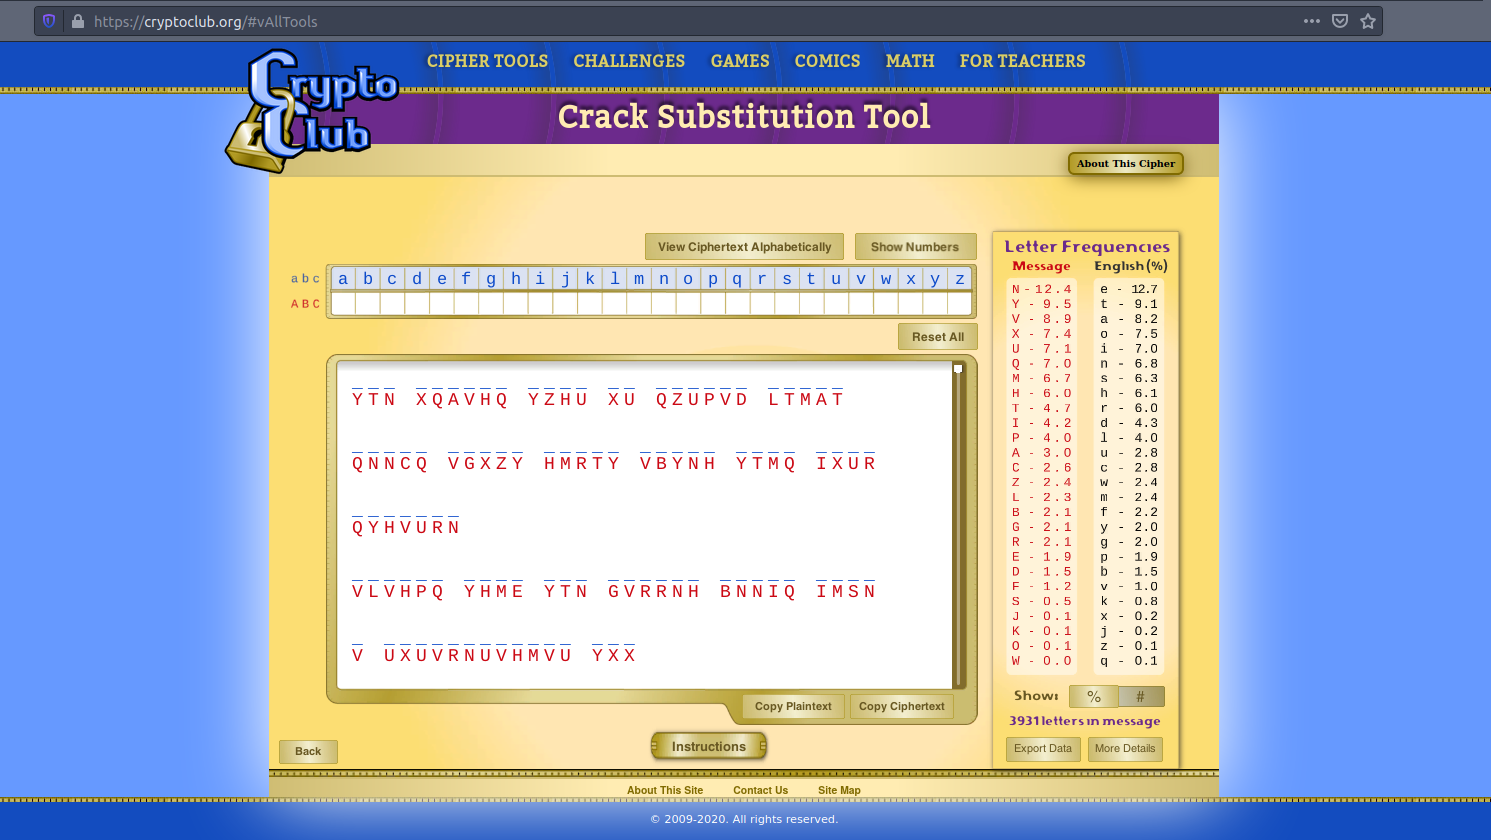 https://cryptoclub.org/#vAllTools
Crypto Club
CIPHER TOOLS CHALLENGES GAMES COMICS MATH FOR TEACHERS
Crack Substitution Tool
About This Cipher
View Ciphertext Alphabetically Show Numbers
a b c a b c d e f g h i j k l m n o p q r s t u v w x y z
A B C
Reset All
YTN XQAVHQ YZHU XU QZUPVD LTMAT
QNNCQ VGXZY HMRTY VBYNH YTMQ IXUR
QYHVURN
VLVHPQ YHME YTN GVRRNH BNNIQ IMSN
V UXUVRNUVHMVU YXX
Copy Plaintext Copy Ciphertext
Instructions
Back
Letter Frequencies
Message English (%)
N - 12.4 e - 12.7
Y - 9.5 t - 9.1
V - 8.9 a - 8.2
X - 7.4 o - 7.5
U - 7.1 i - 7.0
Q - 7.0 n - 6.8
M - 6.7 s - 6.3
H - 6.0 h - 6.1
T - 4.7 r - 6.0
I - 4.2 d - 4.3
P - 4.0 l - 4.0
A - 3.0 u - 2.8
C - 2.6 c - 2.8
Z - 2.4 w - 2.4
L - 2.3 m - 2.4
B - 2.1 f - 2.2
G - 2.1 y - 2.0
R - 2.1 g - 2.0
E - 1.9 p - 1.9
D - 1.5 b - 1.5
F - 1.2 v - 1.0
S - 0.5 k - 0.8
J - 0.1 x - 0.2
K - 0.1 j - 0.2
O - 0.1 z - 0.1
W - 0.0 q - 0.1
Show: % #
3931 letters in message
Export Data More Details
About This Site Contact Us Site Map
© 2009-2020. All rights reserved.